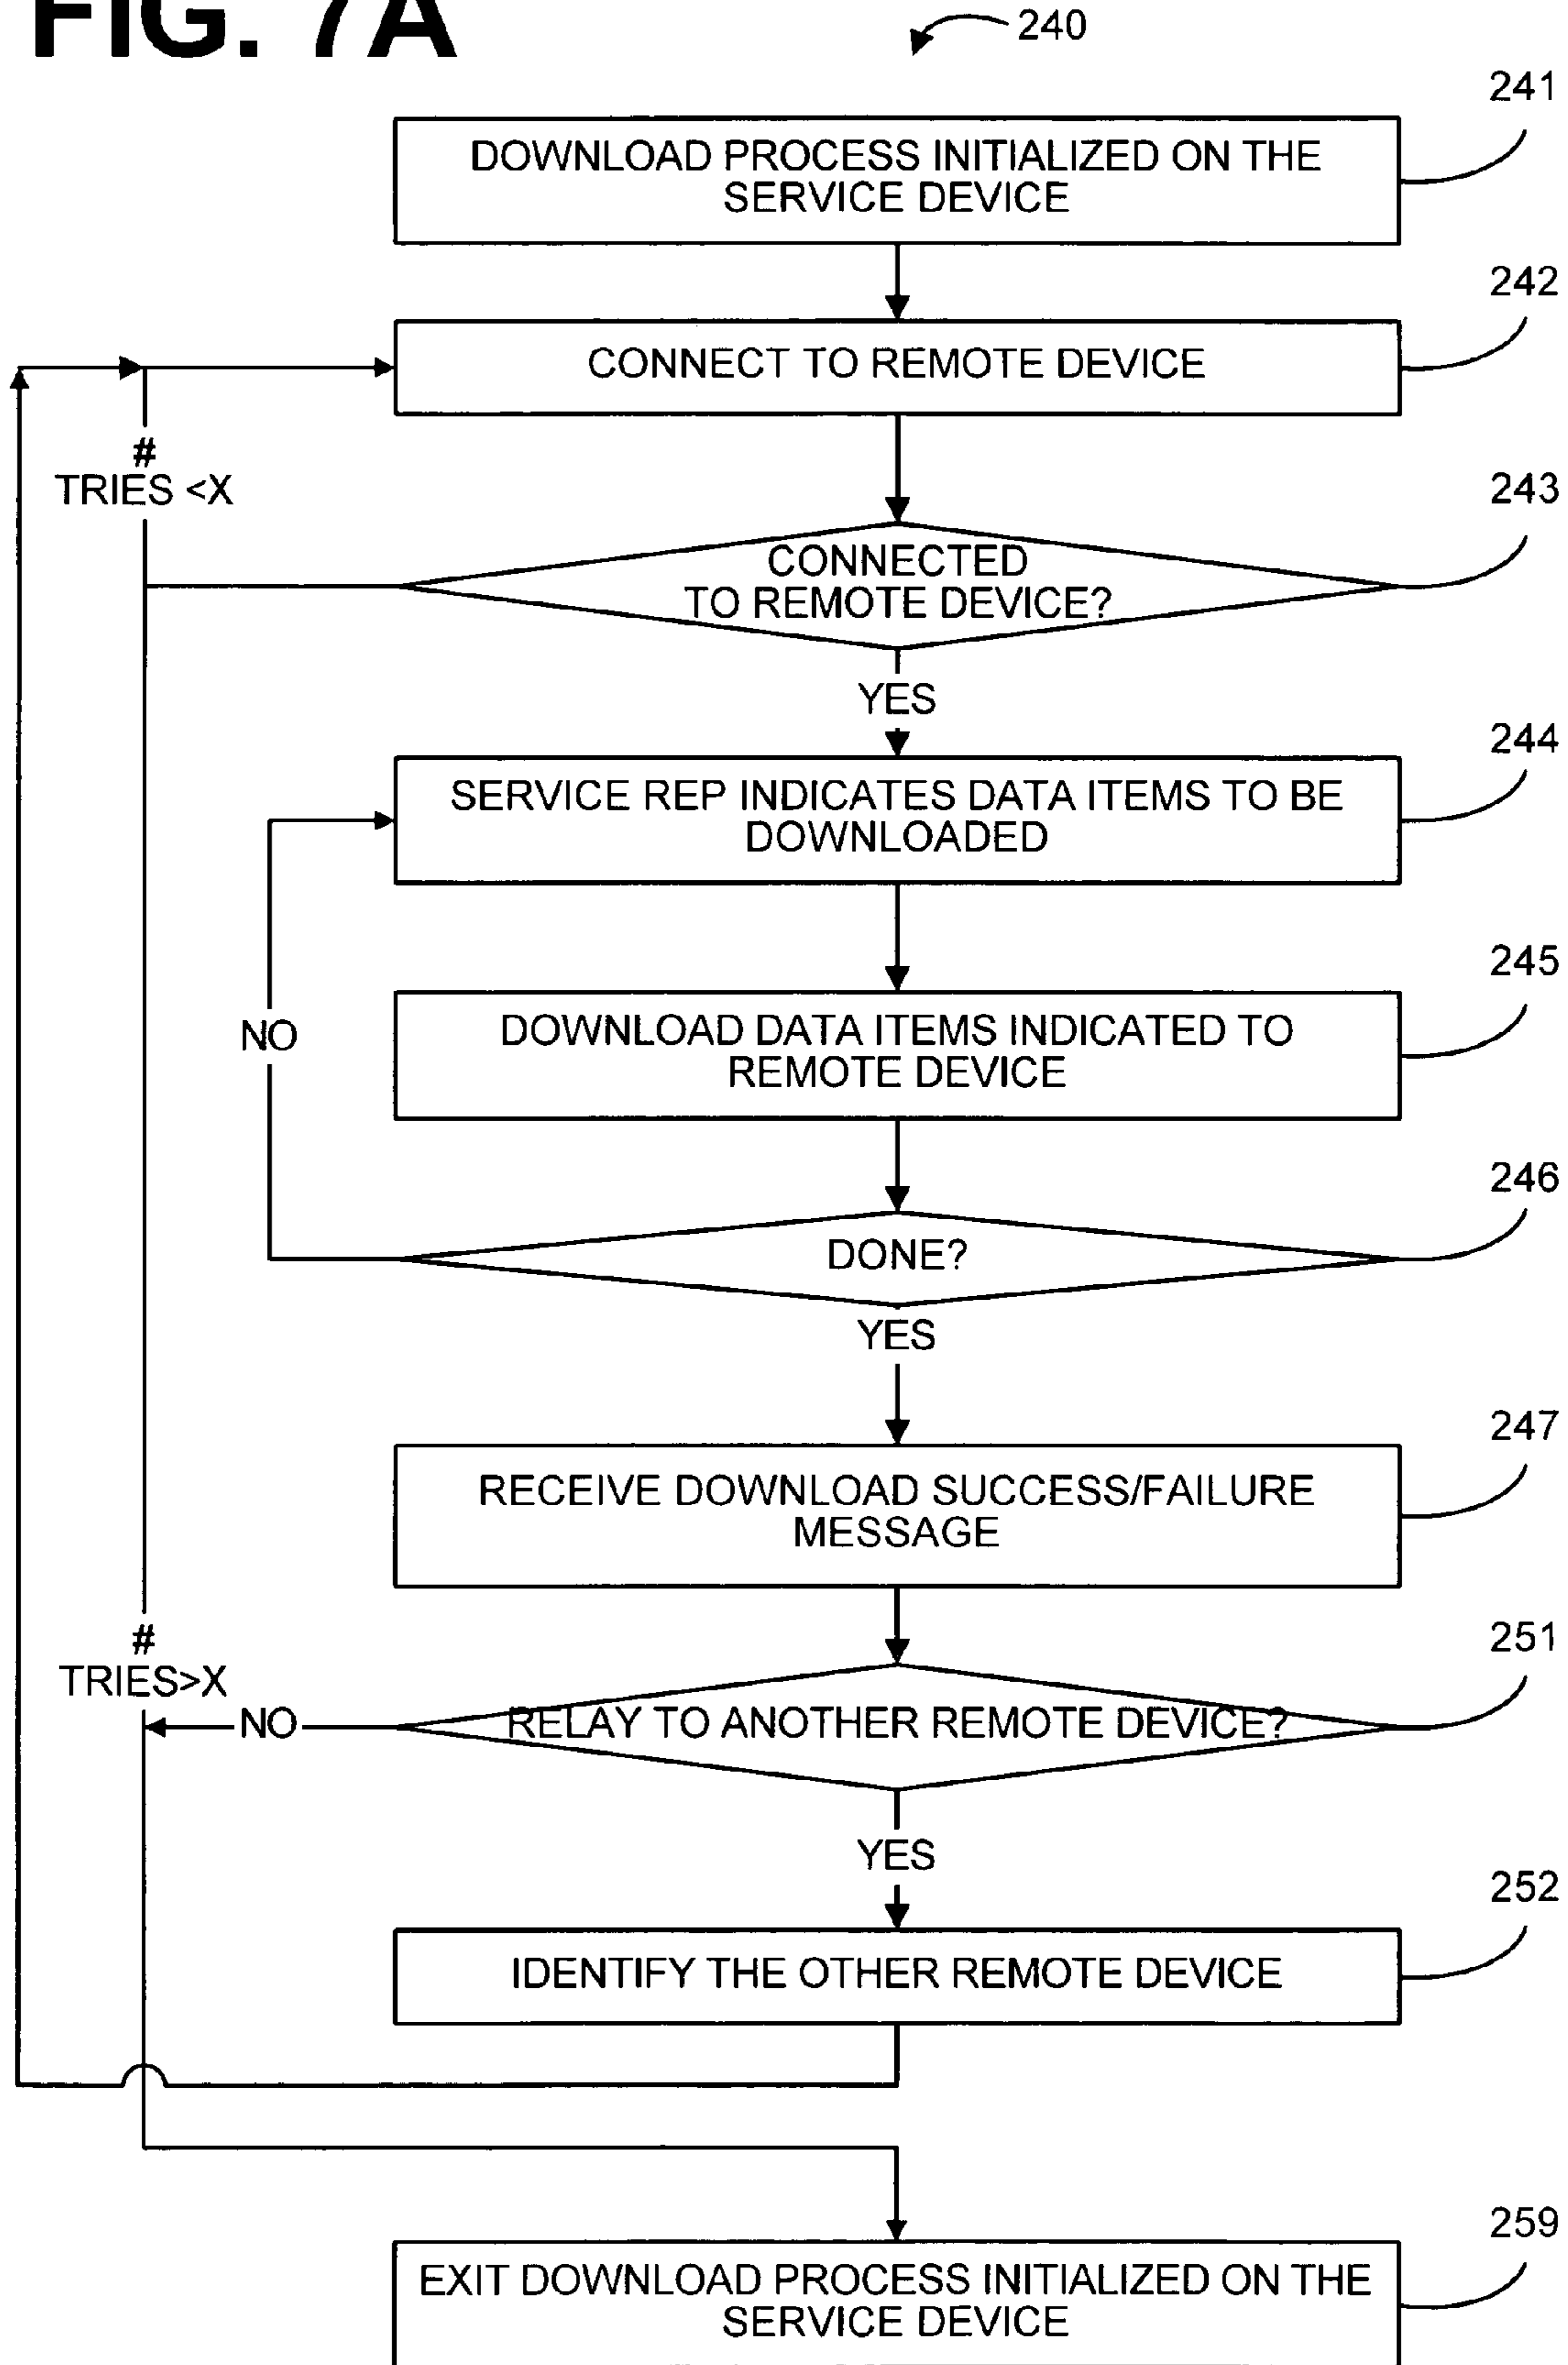 FIG. 7A
240
241
DOWNLOAD PROCESS INITIALIZED ON THE
SERVICE DEVICE
242
CONNECT TO REMOTE DEVICE
#
TRIES <X
243
CONNECTED
TO REMOTE DEVICE?
YES
244
SERVICE REP INDICATES DATA ITEMS TO BE
DOWNLOADED
245
NO
DOWNLOAD DATA ITEMS INDICATED TO
REMOTE DEVICE
246
DONE?
YES
247
RECEIVE DOWNLOAD SUCCESS/FAILURE
MESSAGE
#
TRIES>X
251
NO
RELAY TO ANOTHER REMOTE DEVICE?
YES
252
IDENTIFY THE OTHER REMOTE DEVICE
259
EXIT DOWNLOAD PROCESS INITIALIZED ON THE
SERVICE DEVICE